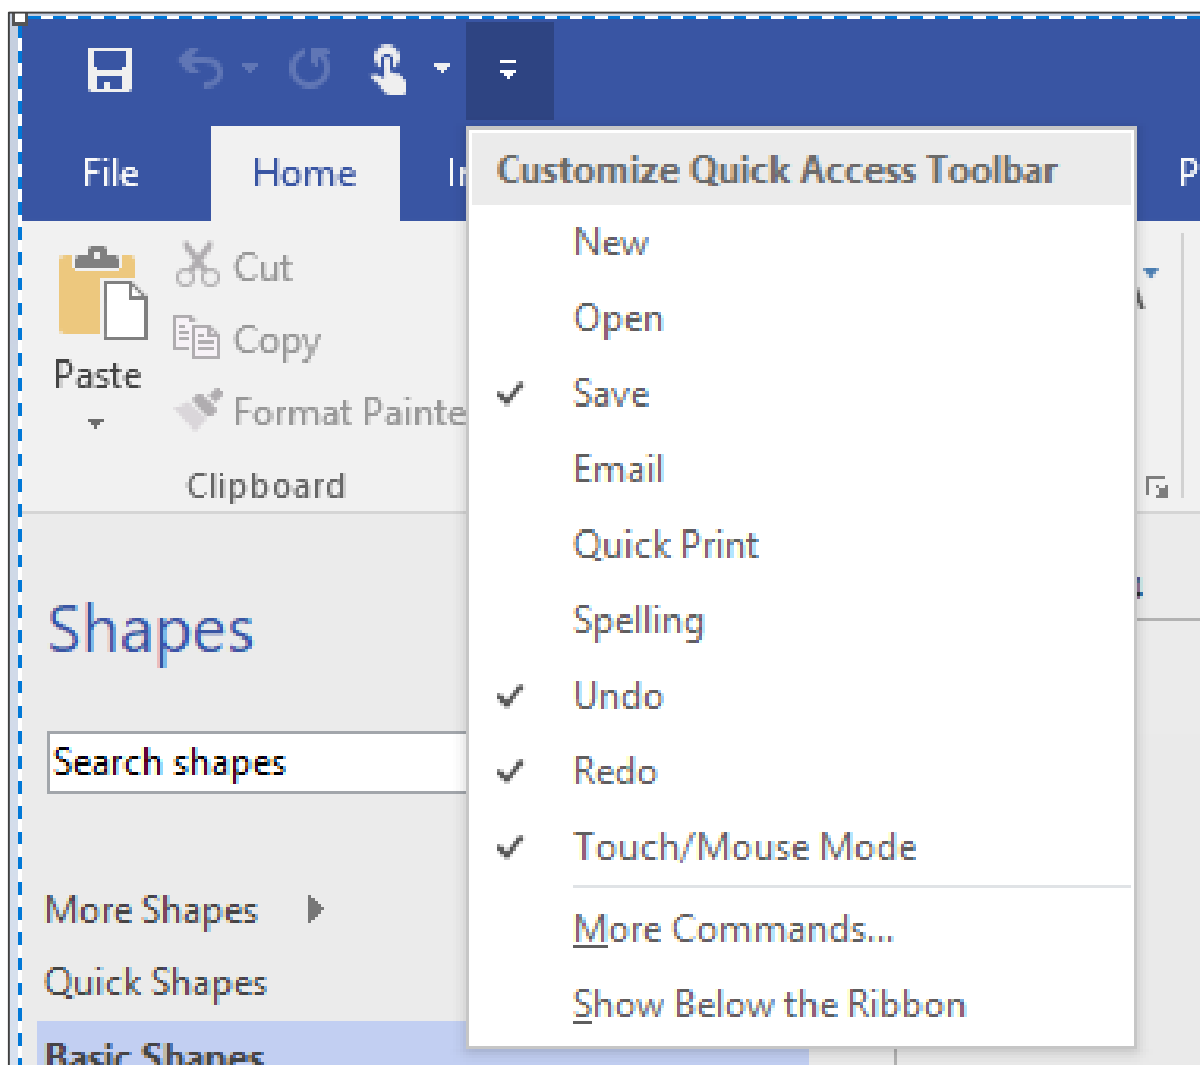 File
Home
Customize Quick Access Toolbar
New
Open
Save
Email
Quick Print
Spelling
Undo
Redo
Touch/Mouse Mode
More Commands...
Show Below the Ribbon
Cut
Copy
Paste
Format Painte
Clipboard
Shapes
Search shapes
More Shapes
Quick Shapes
Basic Shapes